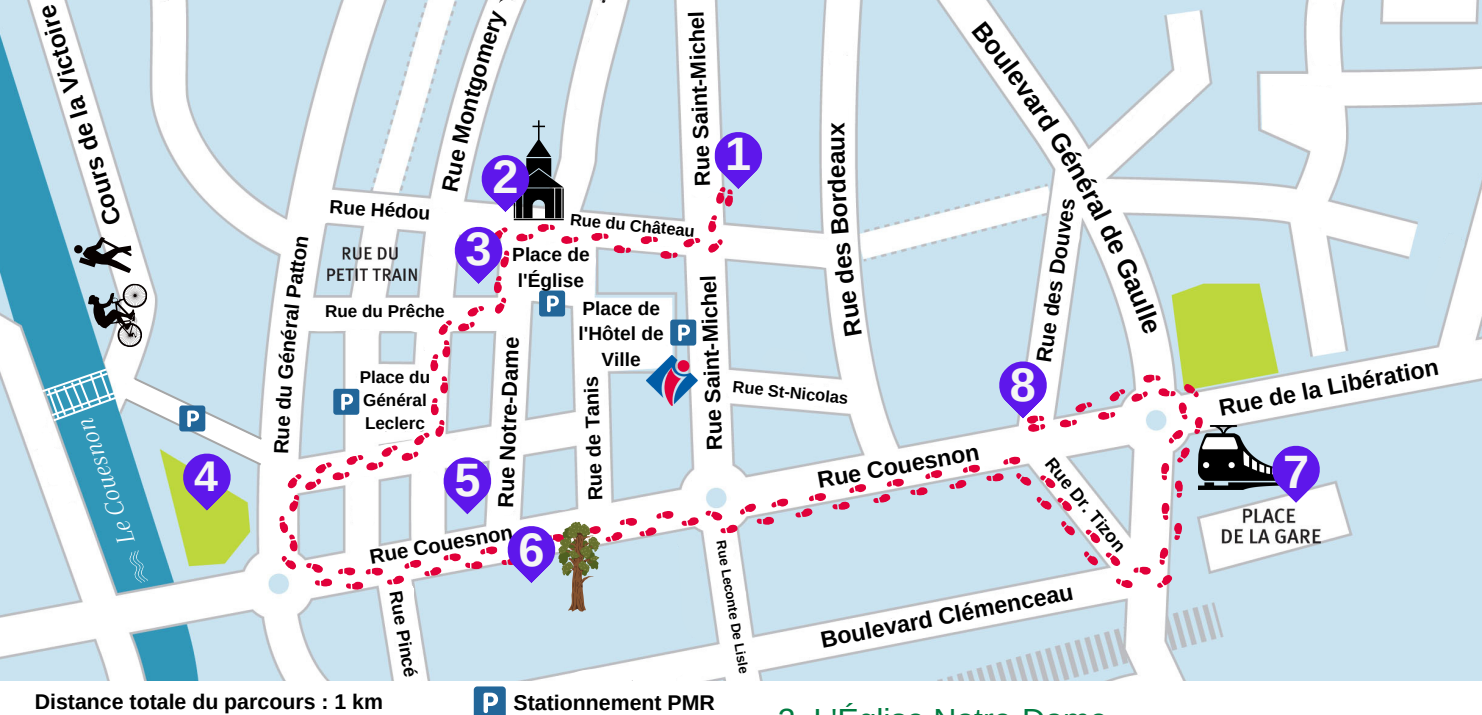 Cours de la Victoire
Rue Montgomery
Rue Saint-Michel
1
Boulevard Général de Gaulle
2
Rue Hédou
Rue du Château
Rue des Bordeaux
Rue des Douves
RUE DU
PETIT TRAIN
3
Place de
l'Église
P
Rue du Général Patton
Rue du Prêche
Place de
l'Hôtel de
Ville
P
Rue Saint-Michel
Place du
Général
Leclerc
P
P
Rue Notre-Dame
Rue de Tanis
Rue St-Nicolas
8
Rue de la Libération
Le Couesnon
4
5
Rue Couesnon
Rue Dr. Tizon
7
PLACE
DE LA GARE
Rue Couesnon
6
Rue Pincé
Rue Leconte De Lisle
Boulevard Clémenceau
Distance totale du parcours : 1 km
P Stationnement PMR